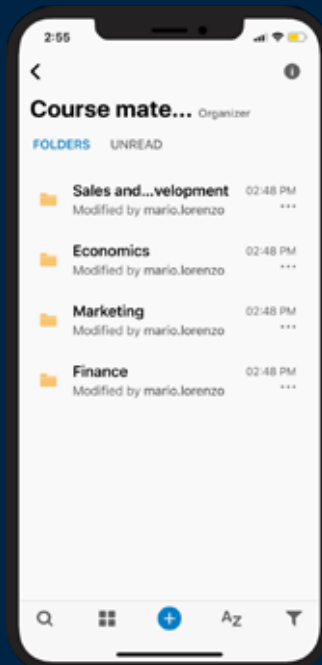 2:55
Course mate... Organizer
FOLDERS UNREAD
Sales and...velopment 02:48 PM
Modified by mario.lorenzo
Economics 02:48 PM
Modified by mario.lorenzo
Marketing 02:48 PM
Modified by mario.lorenzo
Finance 02:48 PM
Modified by mario.lorenzo
AZ